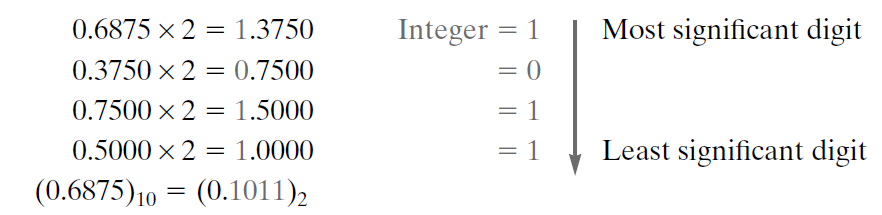 0.6875 × 2 = 1.3750 Integer = 1 Most significant digit
0.3750 × 2 = 0.7500 = 0
0.7500 × 2 = 1.5000 = 1
0.5000 × 2 = 1.0000 = 1 Least significant digit
(0.6875)₁₀ = (0.1011)₂